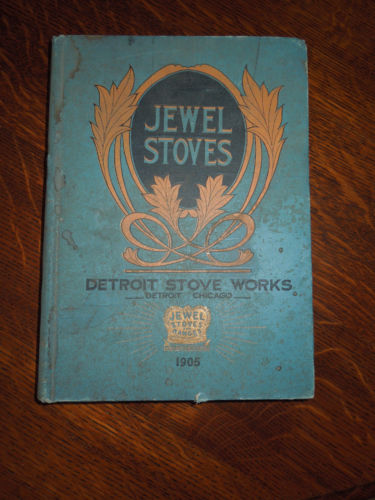 JEWEL
STOVES
DETROIT STOVE WORKS
DETROIT CHICAGO
JEWEL
STOVES
RANGES
1905